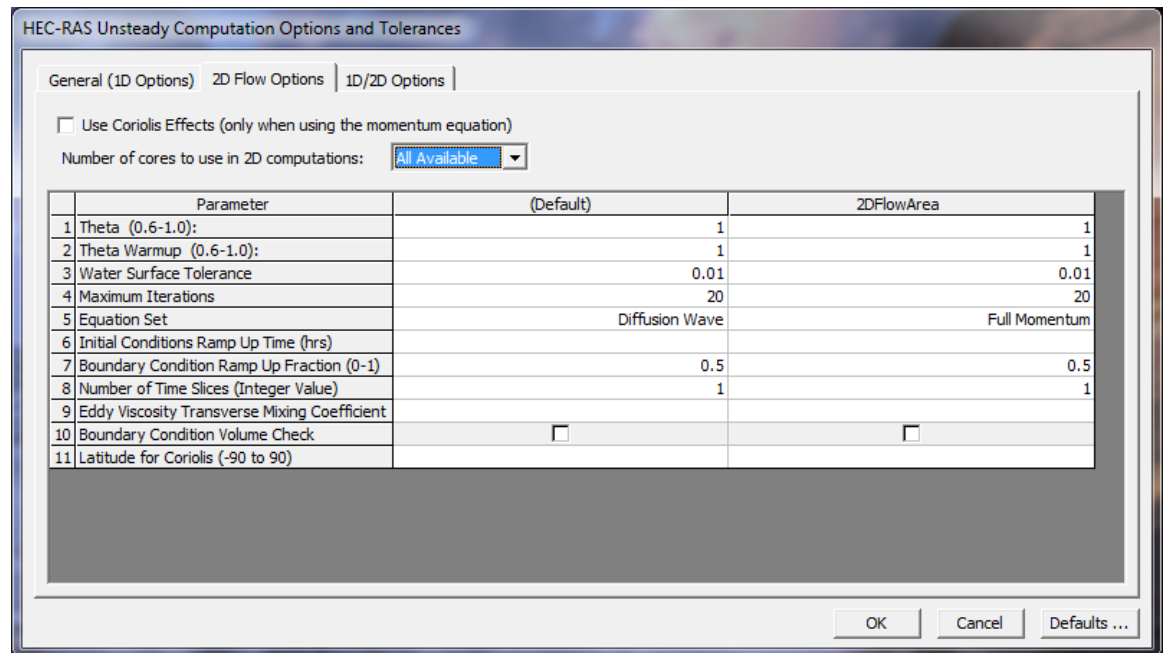 HEC-RAS Unsteady Computation Options and Tolerances
General (1D Options) 2D Flow Options 1D/2D Options
Use Coriolis Effects (only when using the momentum equation)
Number of cores to use in 2D computations: All Available
Parameter (Default) 2DFlowArea
1 Theta (0.6-1.0): 1 1
2 Theta Warmup (0.6-1.0): 1 1
3 Water Surface Tolerance 0.01 0.01
4 Maximum Iterations 20 20
5 Equation Set Diffusion Wave Full Momentum
6 Initial Conditions Ramp Up Time (hrs)
7 Boundary Condition Ramp Up Fraction (0-1) 0.5 0.5
8 Number of Time Slices (Integer Value) 1 1
9 Eddy Viscosity Transverse Mixing Coefficient
10 Boundary Condition Volume Check
11 Latitude for Coriolis (-90 to 90)
OK Cancel Defaults ...